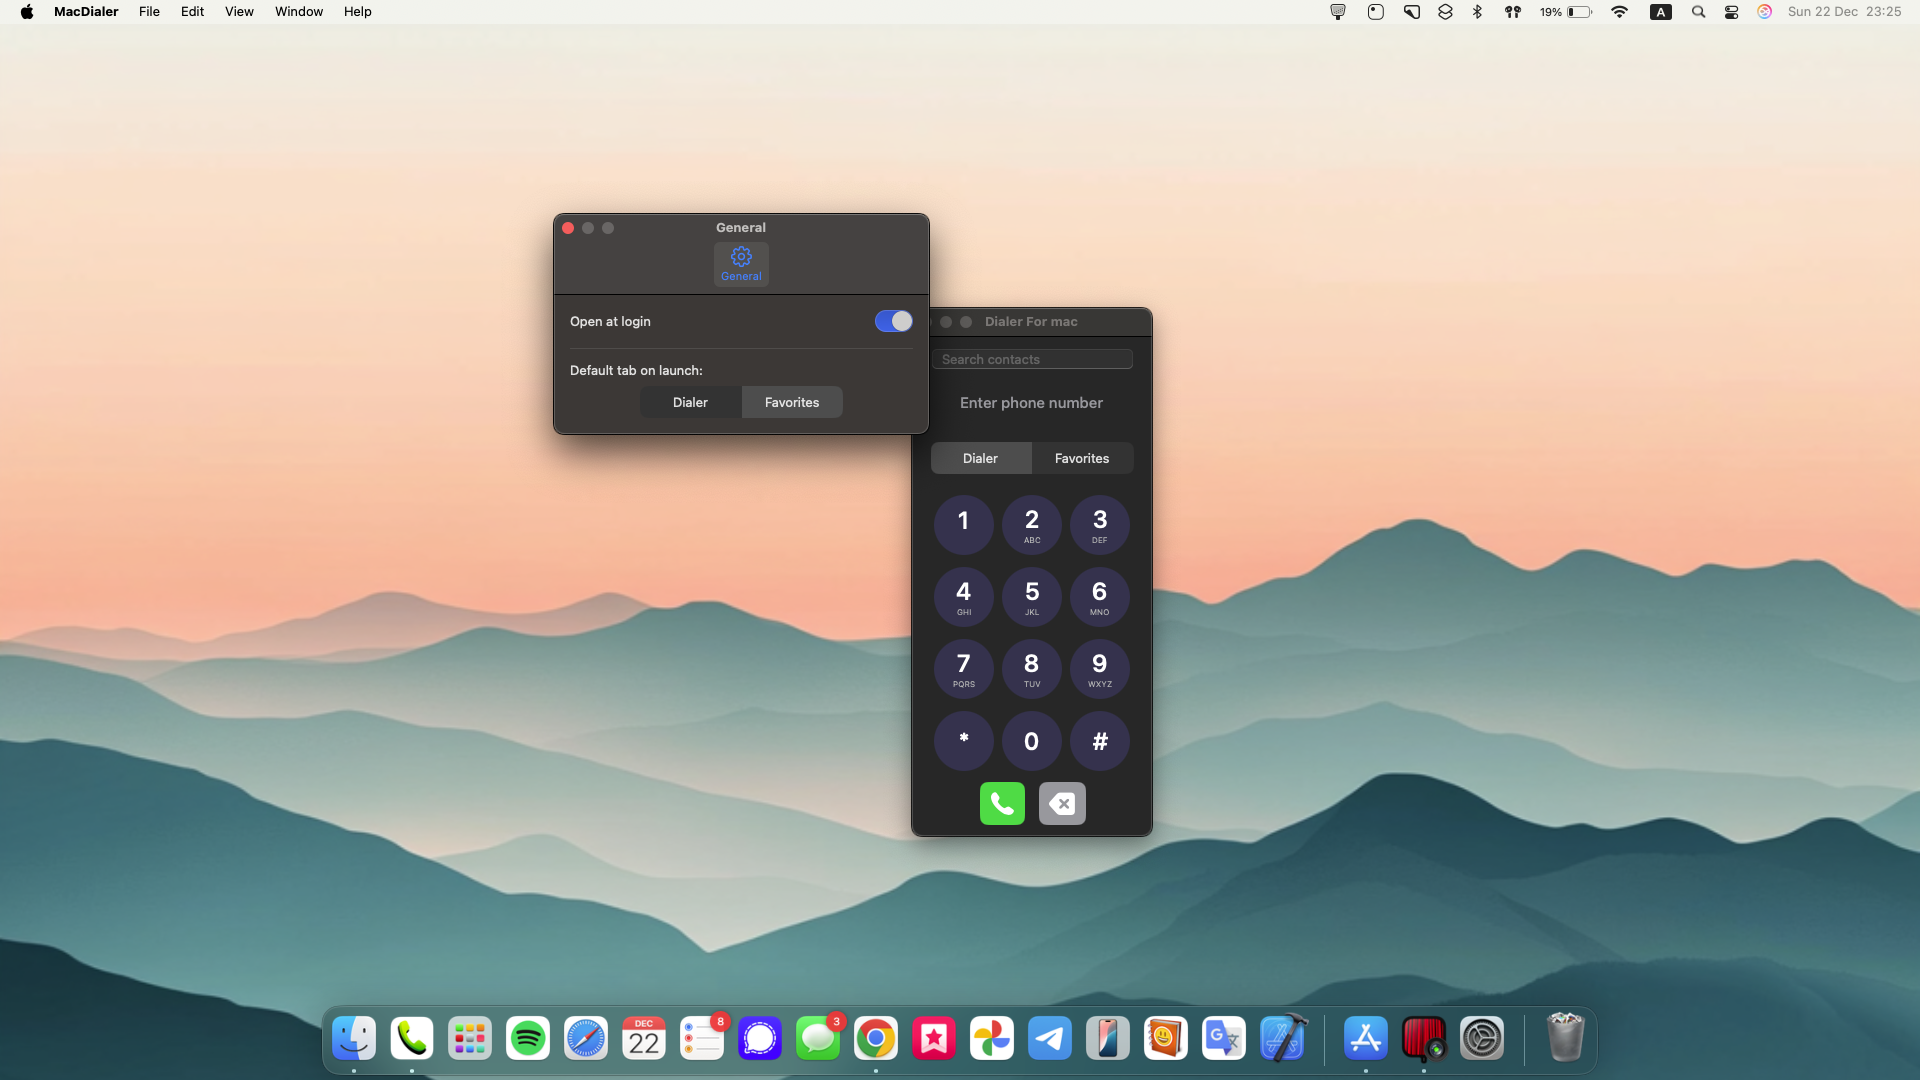 MacDialer File Edit View Window Help
19% A Sun 22 Dec 23:25
General
General
Open at login
Default tab on launch:
Dialer Favorites
Dialer For mac
Search contacts
Enter phone number
Dialer Favorites
1 2 3
ABC DEF
4 5 6
GHI JKL MNO
7 8 9
PQRS TUV WXYZ
* 0 #
DEC
22
8
3
G